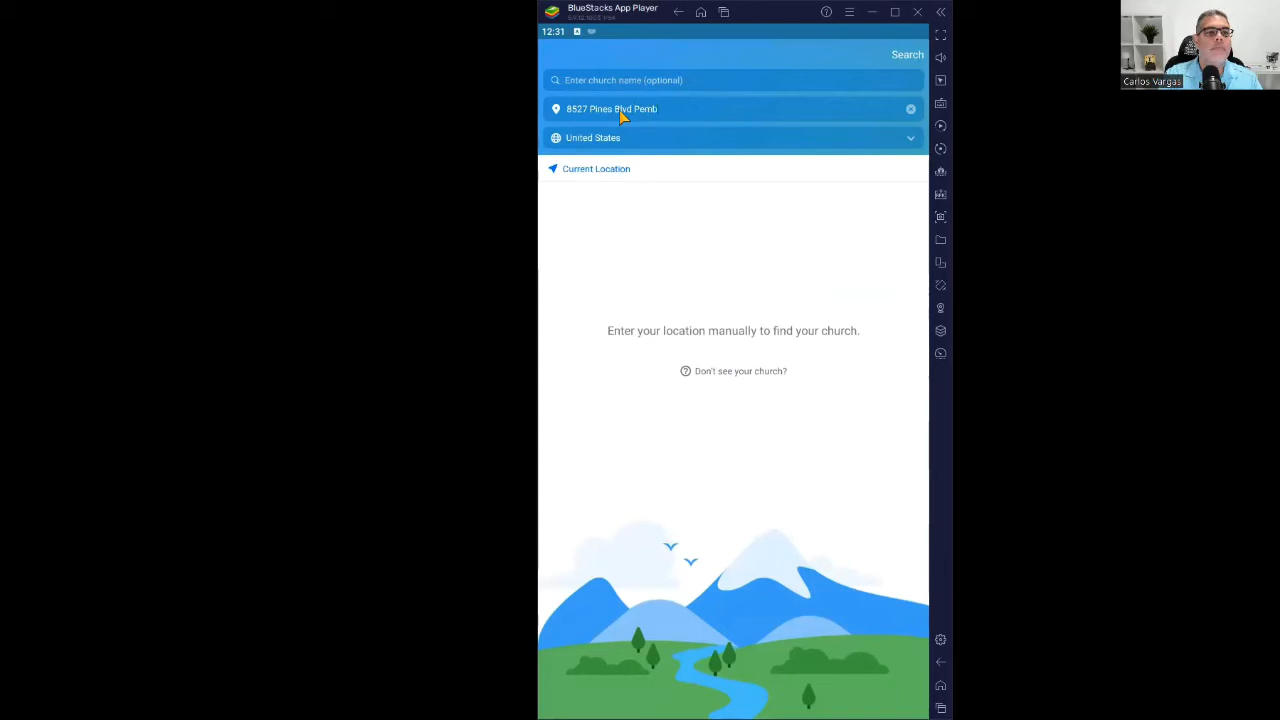 BlueStacks App Player
12:31
Search
Enter church name (optional)
8527 Pines Blvd Pemb
United States
Current Location
Enter your location manually to find your church.
Don't see your church?
Carlos Vargas